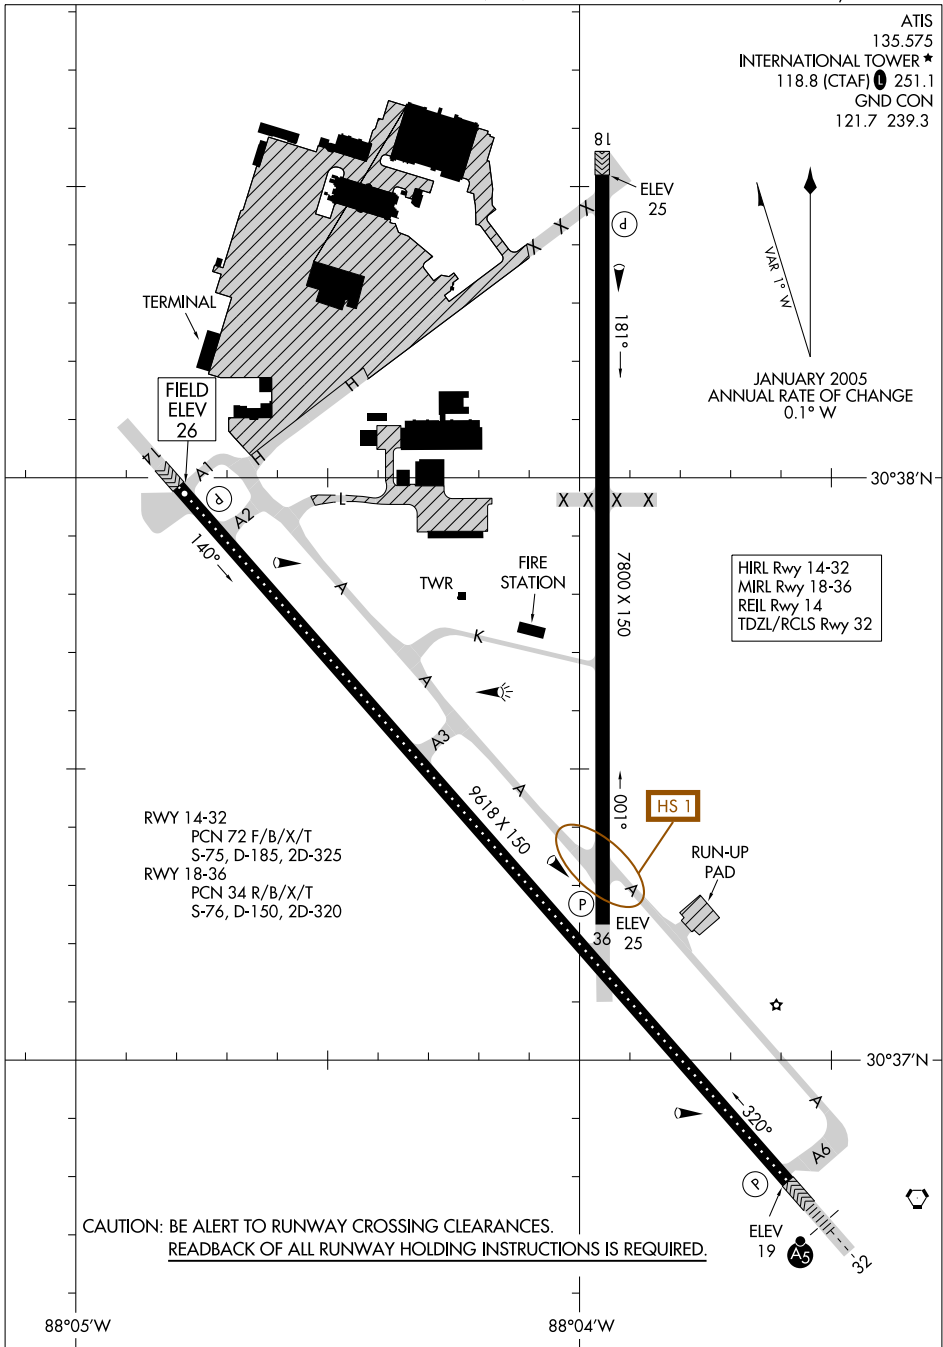 ATIS
135.575
INTERNATIONAL TOWER
118.8 (CTAF) L 251.1
GND CON
121.7 239.3
18
ELEV
25
P
VAR 1° W
181°
JANUARY 2005
ANNUAL RATE OF CHANGE
0.1° W
X X X
TERMINAL
H
FIELD
ELEV
26
H
14
A1
P
A2
L
X X X X
30°38'N
140°
A
TWR
FIRE
STATION
7800 X 150
HIRL Rwy 14-32
MIRL Rwy 18-36
REIL Rwy 14
TDZL/RCLS Rwy 32
K
A
A3
A
9618 X 150
001°
HS 1
RWY 14-32
PCN 72 F/B/X/T
S-75, D-185, 2D-325
RWY 18-36
PCN 34 R/B/X/T
S-76, D-150, 2D-320
RUN-UP
PAD
A
P
36
ELEV
25
30°37'N
320°
A
A6
P
ELEV
19
A5
32
CAUTION: BE ALERT TO RUNWAY CROSSING CLEARANCES.
READBACK OF ALL RUNWAY HOLDING INSTRUCTIONS IS REQUIRED.
88°05'W
88°04'W